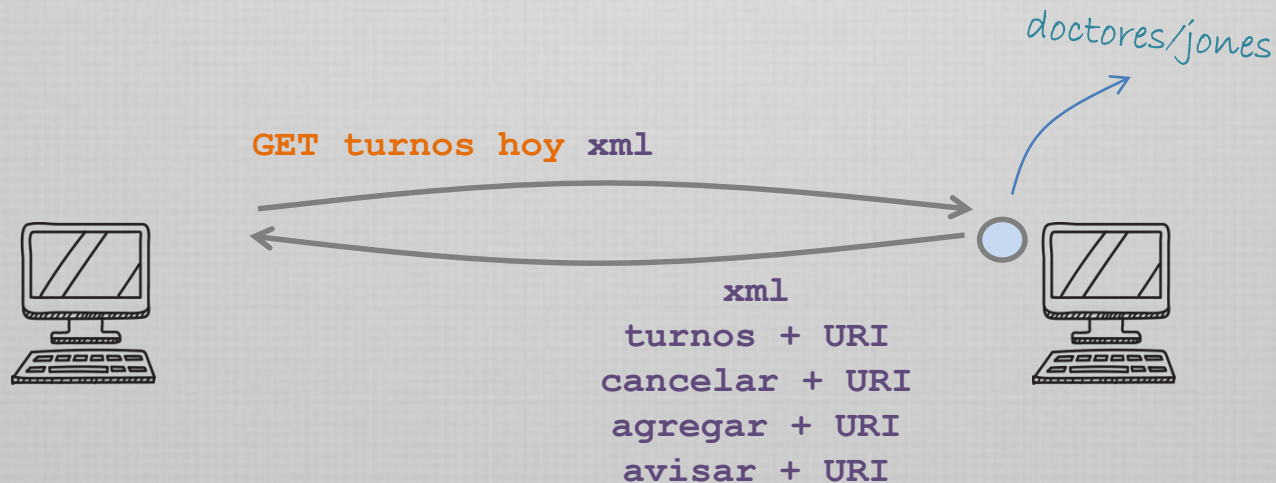 doctores/jones
GET turnos hoy xml
xml
turnos + URI
cancelar + URI
agregar + URI
avisar + URI